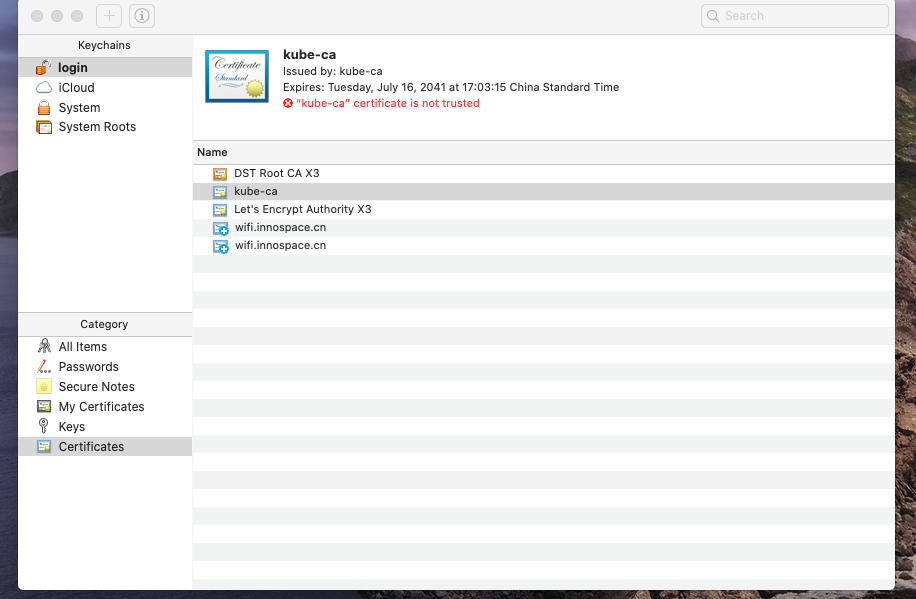 Search
Keychains
login
iCloud
System
System Roots
Certificate
Standard
kube-ca
Issued by: kube-ca
Expires: Tuesday, July 16, 2041 at 17:03:15 China Standard Time
“kube-ca” certificate is not trusted
Name
DST Root CA X3
kube-ca
Let's Encrypt Authority X3
wifi.innospace.cn
wifi.innospace.cn
Category
All Items
Passwords
Secure Notes
My Certificates
Keys
Certificates